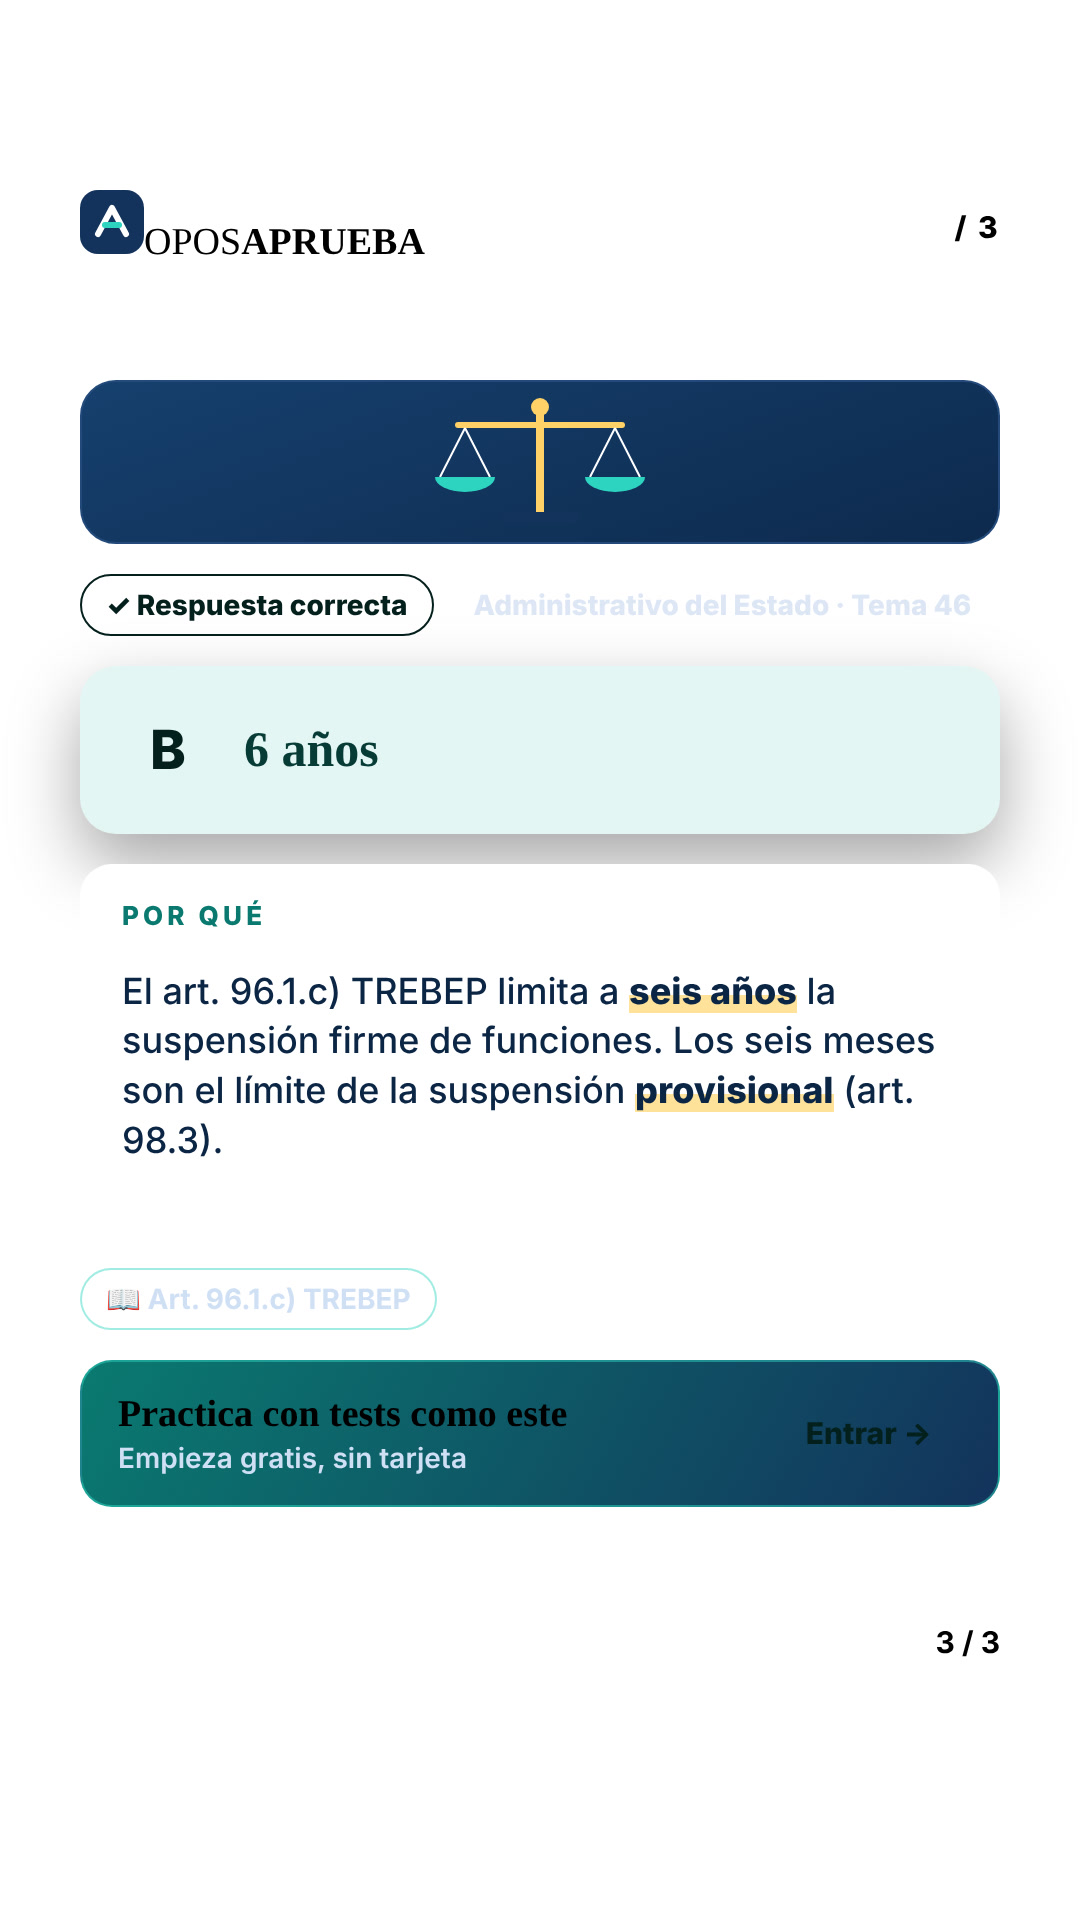 OPOSAPRUEBA
/ 3
✓ Respuesta correcta
Administrativo del Estado · Tema 46
B 6 años
POR QUÉ
El art. 96.1.c) TREBEP limita a seis años la
suspensión firme de funciones. Los seis meses
son el límite de la suspensión provisional (art.
98.3).
📖 Art. 96.1.c) TREBEP
Practica con tests como este
Empieza gratis, sin tarjeta
Entrar →
3 / 3